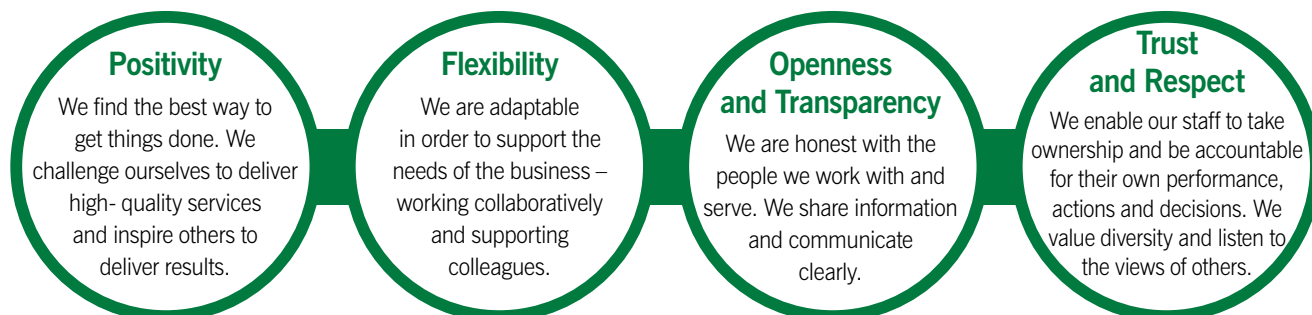 Positivity
We find the best way to
get things done. We
challenge ourselves to deliver
high- quality services
and inspire others to
deliver results.
Flexibility
We are adaptable
in order to support the
needs of the business –
working collaboratively
and supporting
colleagues.
Openness
and Transparency
We are honest with the
people we work with and
serve. We share information
and communicate
clearly.
Trust
and Respect
We enable our staff to take
ownership and be accountable
for their own performance,
actions and decisions. We
value diversity and listen to
the views of others.